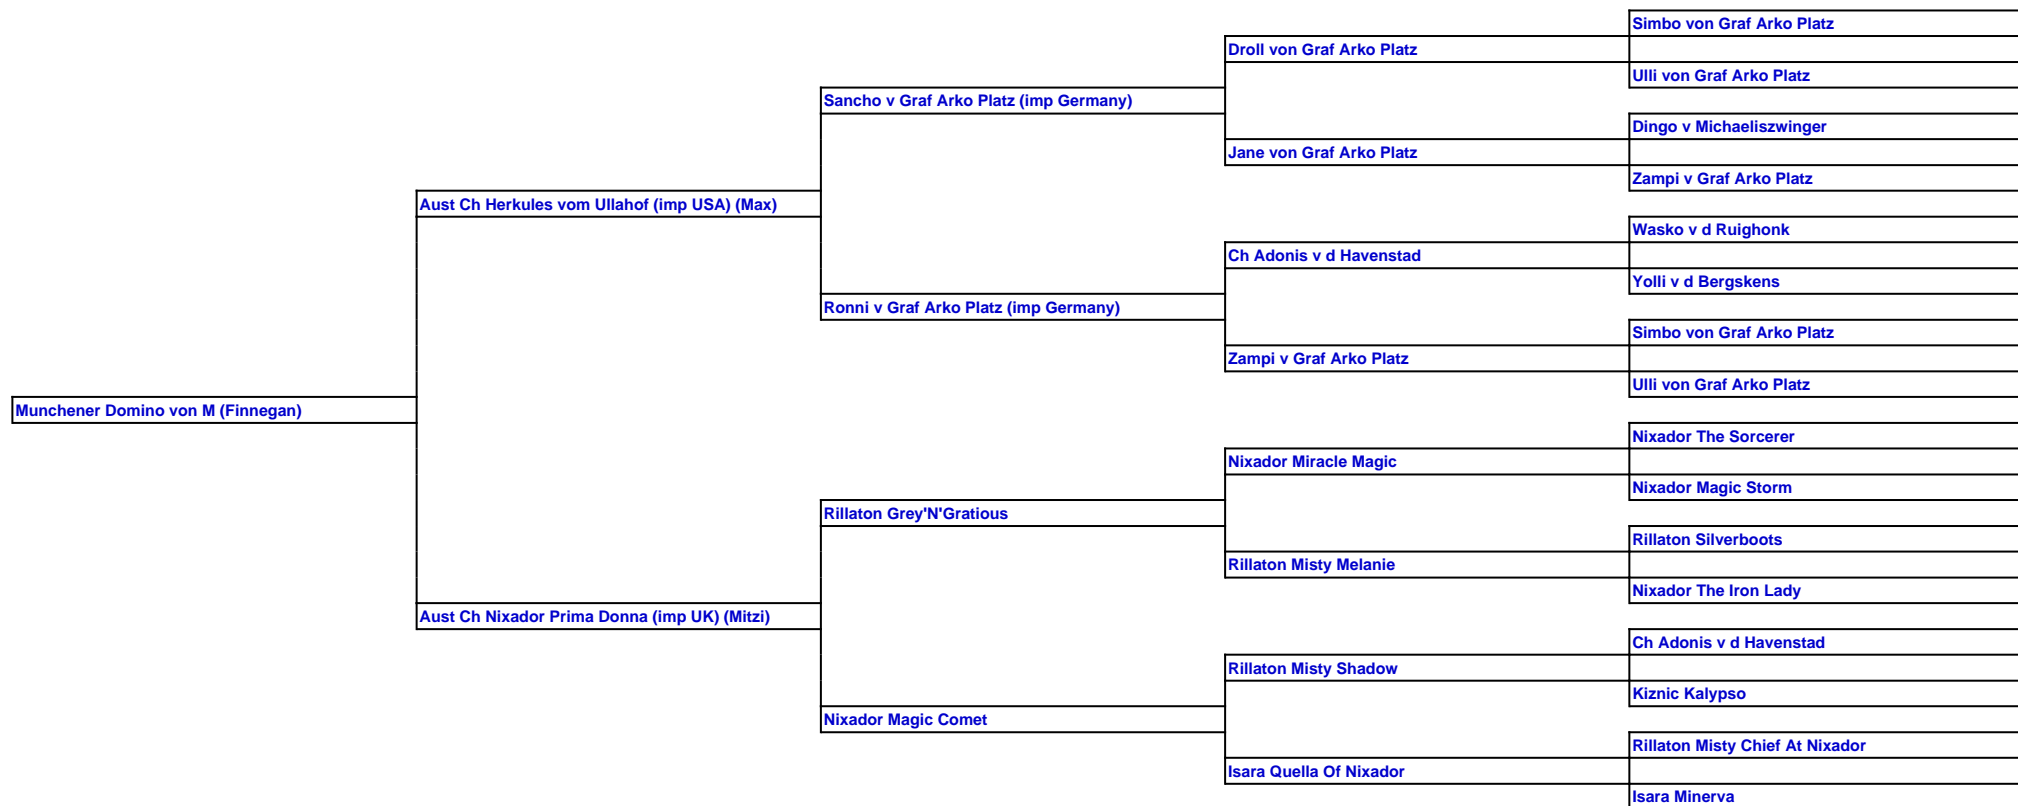 Simbo von Graf Arko Platz
Droll von Graf Arko Platz
Ulli von Graf Arko Platz
Sancho v Graf Arko Platz (imp Germany)
Dingo v Michaeliszwinger
Jane von Graf Arko Platz
Zampi v Graf Arko Platz
Aust Ch Herkules vom Ullahof (imp USA) (Max)
Wasko v d Ruighonk
Ch Adonis v d Havenstad
Yolli v d Bergskens
Ronni v Graf Arko Platz (imp Germany)
Simbo von Graf Arko Platz
Zampi v Graf Arko Platz
Ulli von Graf Arko Platz
Munchener Domino von M (Finnegan)
Nixador The Sorcerer
Nixador Miracle Magic
Nixador Magic Storm
Rillaton Grey'N'Gratious
Rillaton Silverboots
Rillaton Misty Melanie
Nixador The Iron Lady
Aust Ch Nixador Prima Donna (imp UK) (Mitzi)
Ch Adonis v d Havenstad
Rillaton Misty Shadow
Kiznic Kalypso
Nixador Magic Comet
Rillaton Misty Chief At Nixador
Isara Quella Of Nixador
Isara Minerva